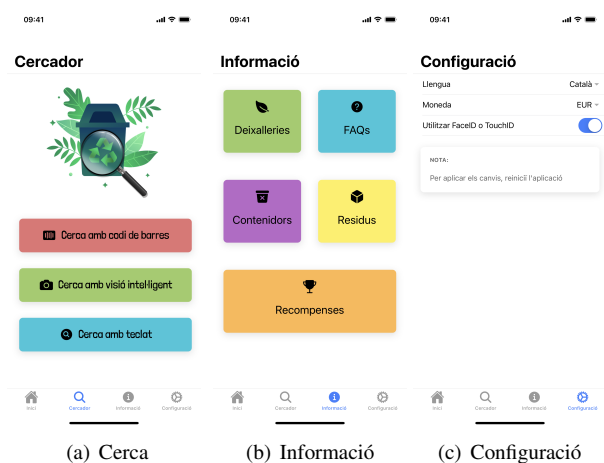 09:41
Cercador
Cerca amb codi de barres
Cerca amb visió intel·ligent
Cerca amb teclat
Inici
Cercador
Informació
Configuració
(a) Cerca
09:41
Informació
Deixalleries
FAQs
Contenidors
Residus
Recompenses
Inici
Cercador
Informació
Configuració
(b) Informació
09:41
Configuració
Llengua Català
Moneda EUR
Utilitzar FaceID o TouchID
NOTA:
Per aplicar els canvis, reinicïi l'aplicació
Inici
Cercador
Informació
Configuració
(c) Configuració